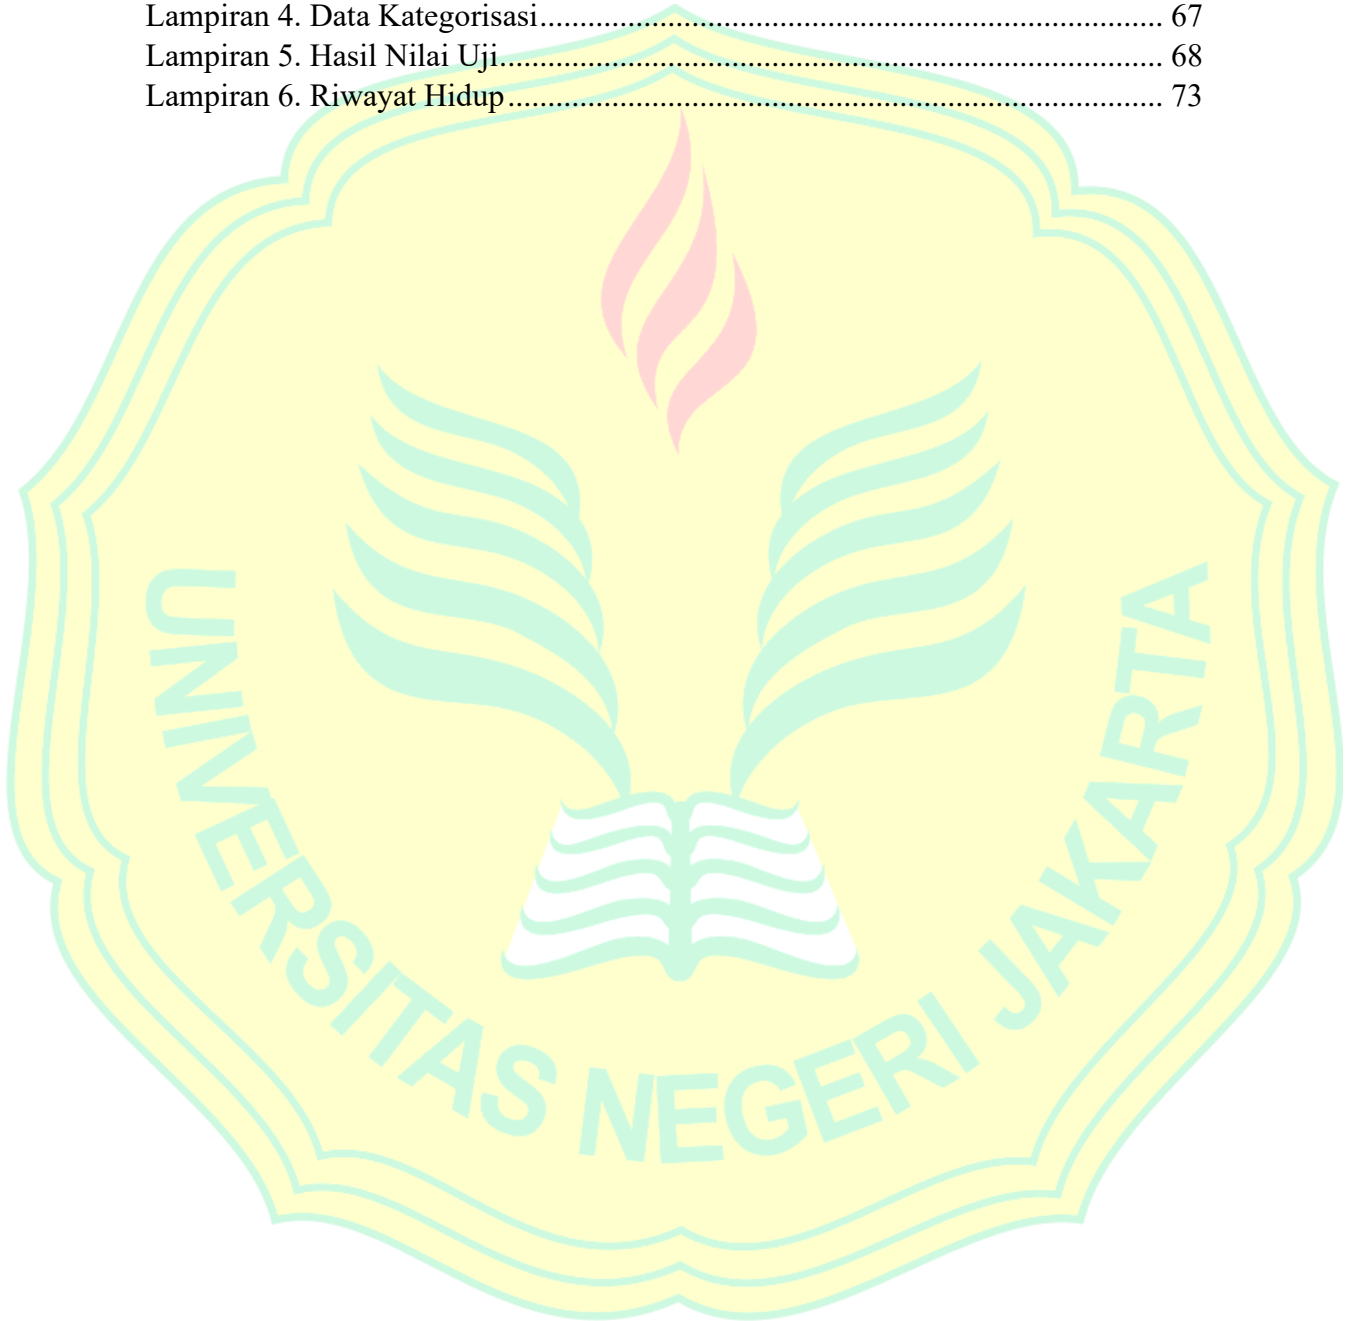 Lampiran 4. Data Kategorisasi.............................................................................. 67
Lampiran 5. Hasil Nilai Uji................................................................................... 68
Lampiran 6. Riwayat Hidup.................................................................................. 73
UNIVERSITAS NEGERI JAKARTA